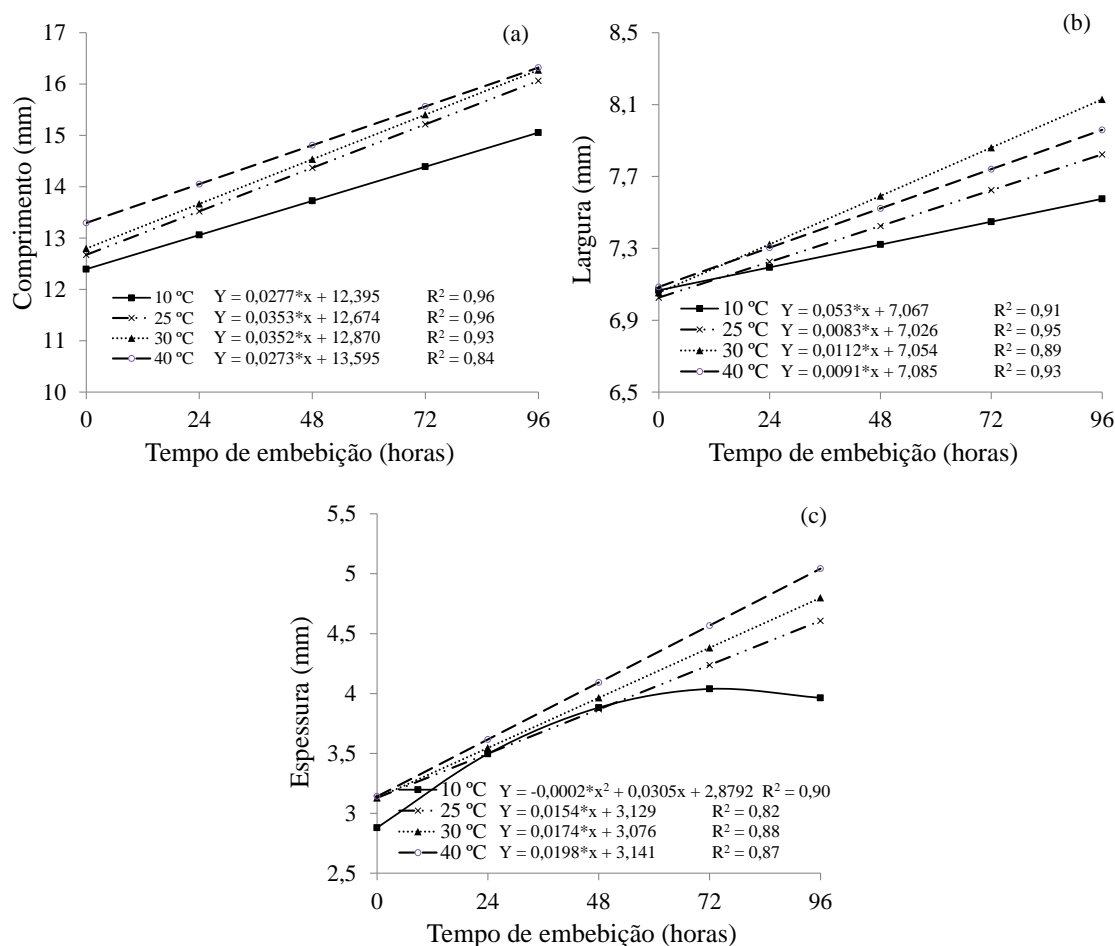 (a)
Comprimento (mm)
17
16
15
14
13
12
11
10
10 ºC Y = 0,0277*x + 12,395 R² = 0,96
25 ºC Y = 0,0353*x + 12,674 R² = 0,96
30 ºC Y = 0,0352*x + 12,870 R² = 0,93
40 ºC Y = 0,0273*x + 13,595 R² = 0,84
0 24 48 72 96
Tempo de embebição (horas)
(b)
Largura (mm)
8,5
8,1
7,7
7,3
6,9
6,5
10 ºC Y = 0,053*x + 7,067 R² = 0,91
25 ºC Y = 0,0083*x + 7,026 R² = 0,95
30 ºC Y = 0,0112*x + 7,054 R² = 0,89
40 ºC Y = 0,0091*x + 7,085 R² = 0,93
0 24 48 72 96
Tempo de embebição (horas)
(c)
Espessura (mm)
5,5
5
4,5
4
3,5
3
2,5
10 ºC Y = -0,0002*x² + 0,0305x + 2,8792 R² = 0,90
25 ºC Y = 0,0154*x + 3,129 R² = 0,82
30 ºC Y = 0,0174*x + 3,076 R² = 0,88
40 ºC Y = 0,0198*x + 3,141 R² = 0,87
0 24 48 72 96
Tempo de embebição (horas)